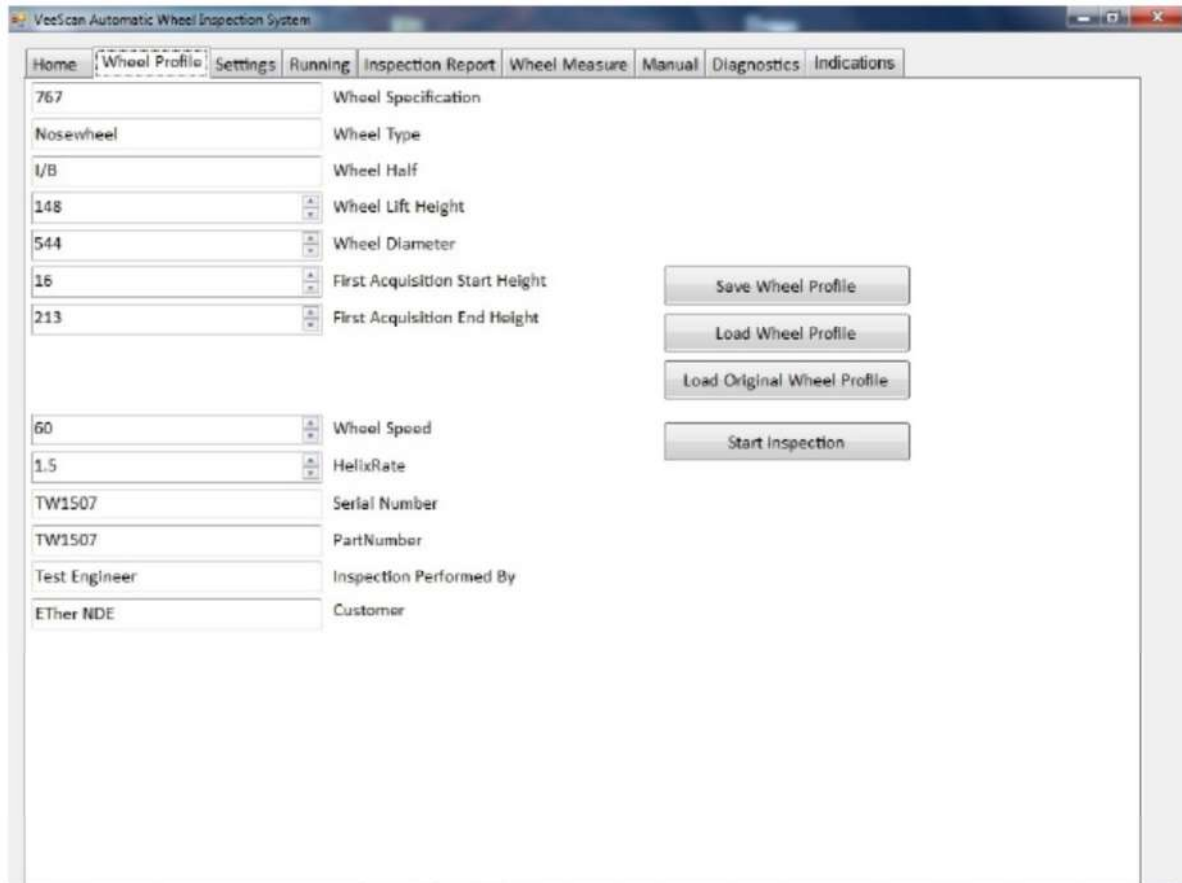 VeeScan Automatic Wheel Inspection System
Home Wheel Profile Settings Running Inspection Report Wheel Measure Manual Diagnostics Indications
767 Wheel Specification
Nosewheel Wheel Type
I/B Wheel Half
148 Wheel Lift Height
544 Wheel Diameter
16 First Acquisition Start Height
Save Wheel Profile
213 First Acquisition End Height
Load Wheel Profile
Load Original Wheel Profile
60 Wheel Speed
Start Inspection
1.5 HelixRate
TW1507 Serial Number
TW1507 PartNumber
Test Engineer Inspection Performed By
ETher NDE Customer